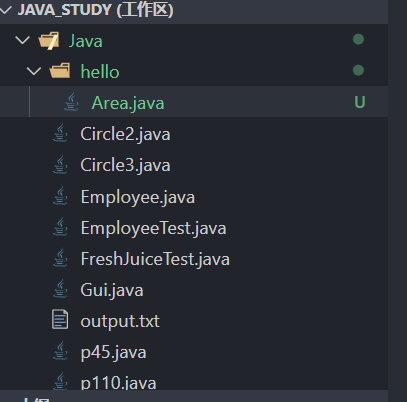 JAVA_STUDY (工作区)
Java
hello
Area.java U
Circle2.java
Circle3.java
Employee.java
EmployeeTest.java
FreshJuiceTest.java
Gui.java
output.txt
p45.java
p110.java